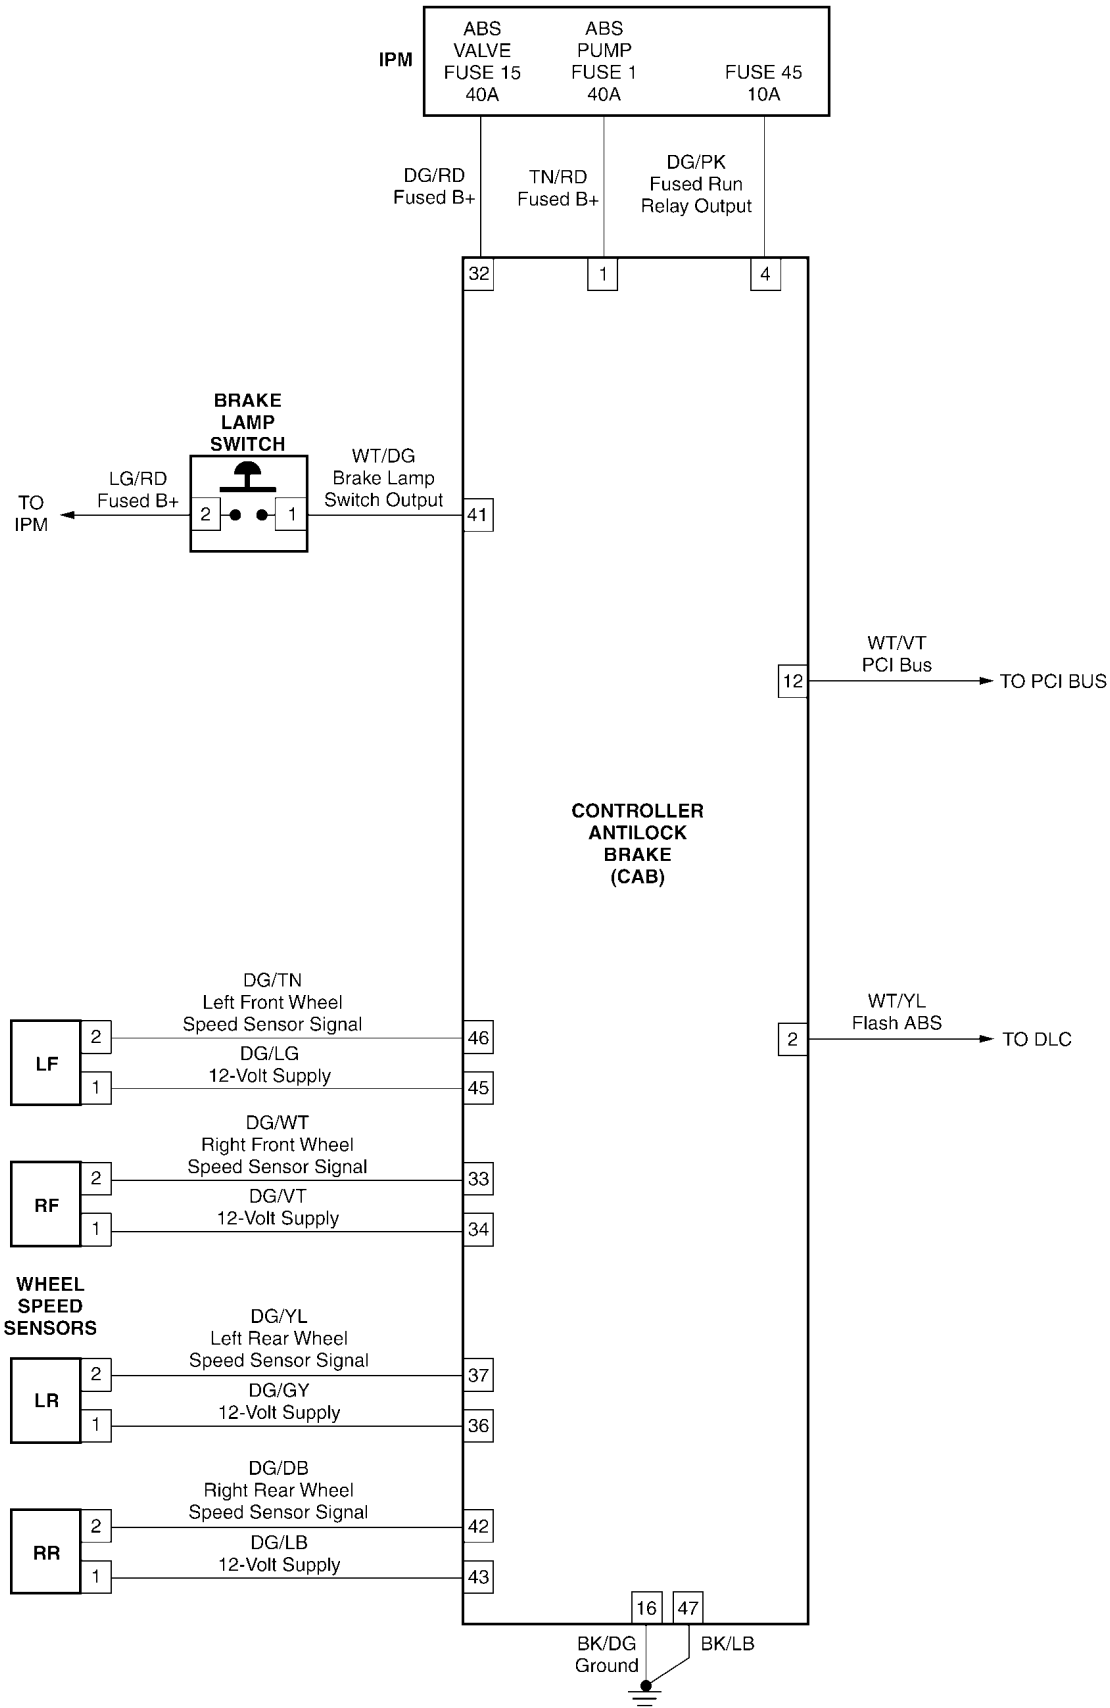 IPM
ABS
VALVE
FUSE 15
40A
ABS
PUMP
FUSE 1
40A
FUSE 45
10A
DG/RD
Fused B+
TN/RD
Fused B+
DG/PK
Fused Run
Relay Output
32
1
4
BRAKE
LAMP
SWITCH
TO
IPM
LG/RD
Fused B+
2
1
WT/DG
Brake Lamp
Switch Output
41
WT/VT
PCI Bus
12
TO PCI BUS
CONTROLLER
ANTILOCK
BRAKE
(CAB)
WT/YL
Flash ABS
2
TO DLC
LF
2
1
DG/TN
Left Front Wheel
Speed Sensor Signal
DG/LG
12-Volt Supply
46
45
RF
2
1
DG/WT
Right Front Wheel
Speed Sensor Signal
DG/VT
12-Volt Supply
33
34
WHEEL
SPEED
SENSORS
LR
2
1
DG/YL
Left Rear Wheel
Speed Sensor Signal
DG/GY
12-Volt Supply
37
36
RR
2
1
DG/DB
Right Rear Wheel
Speed Sensor Signal
DG/LB
12-Volt Supply
42
43
16
47
BK/DG
Ground
BK/LB